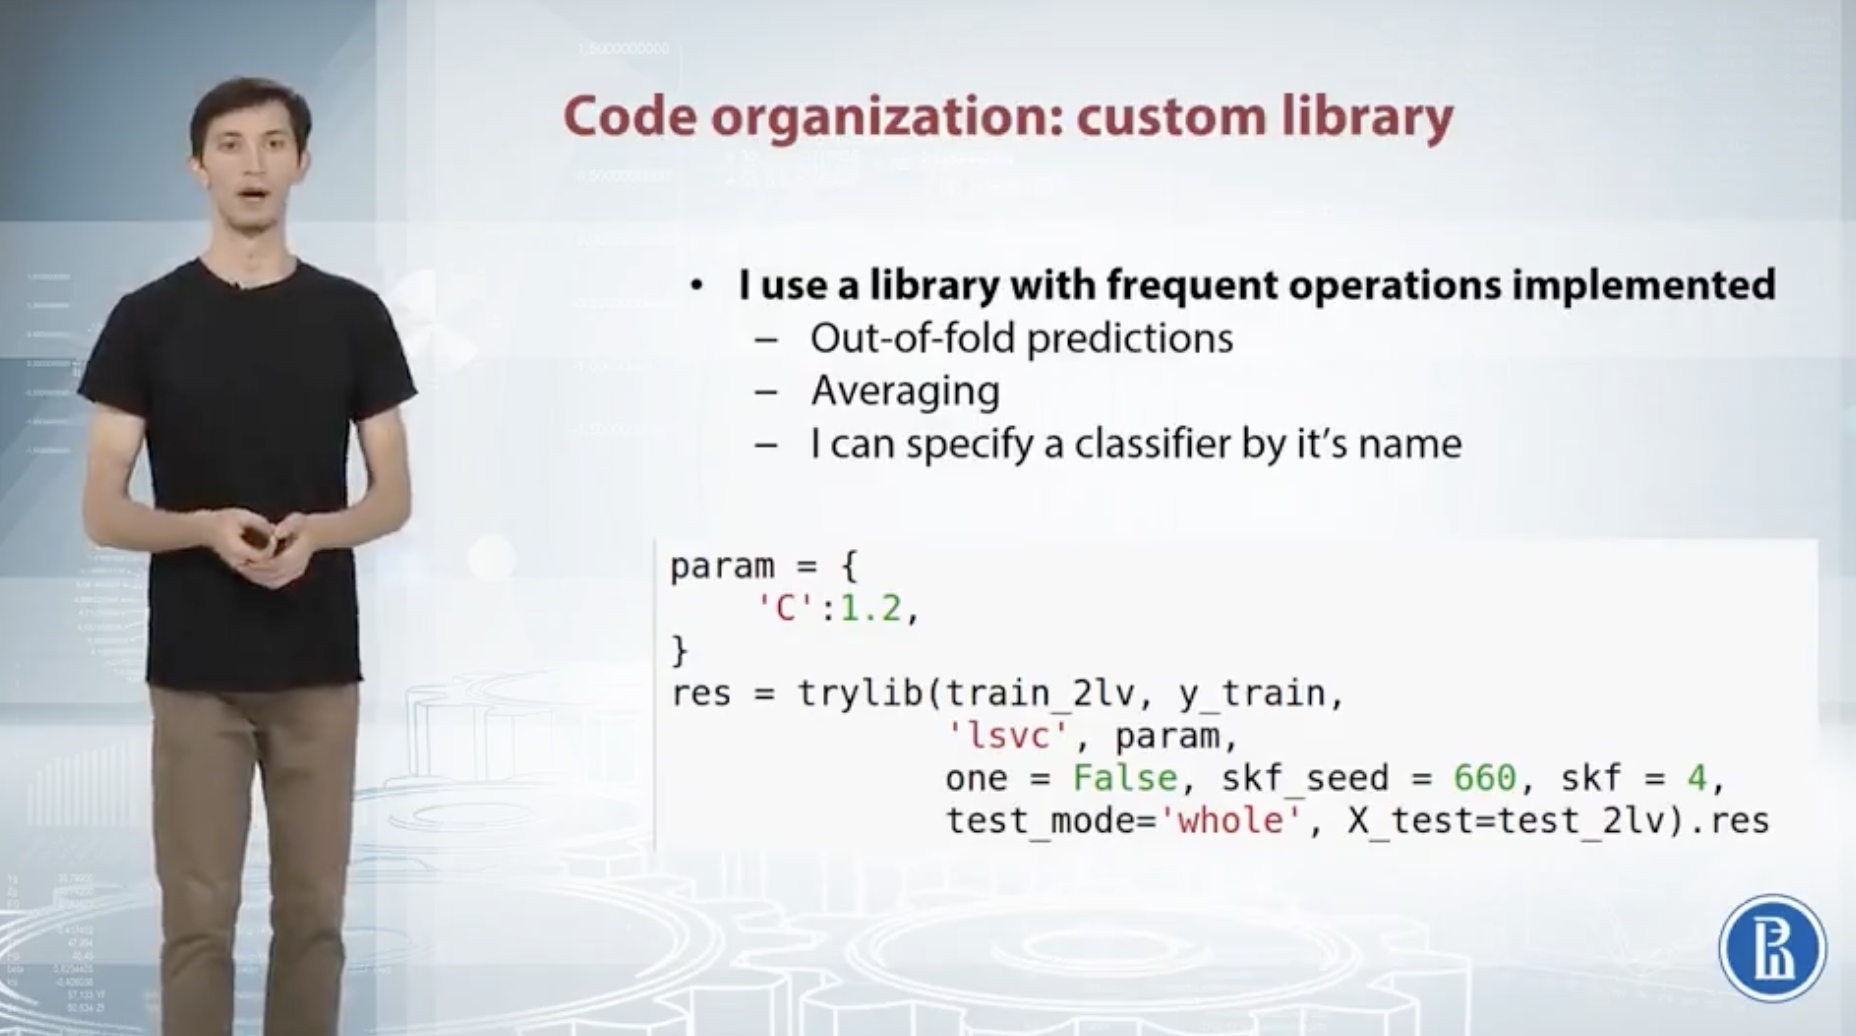 Code organization: custom library
• I use a library with frequent operations implemented
– Out-of-fold predictions
– Averaging
– I can specify a classifier by it's name
param = {
    'C':1.2,
}
res = trylib(train_2lv, y_train,
             'lsvc', param,
             one = False, skf_seed = 660, skf = 4,
             test_mode='whole', X_test=test_2lv).res